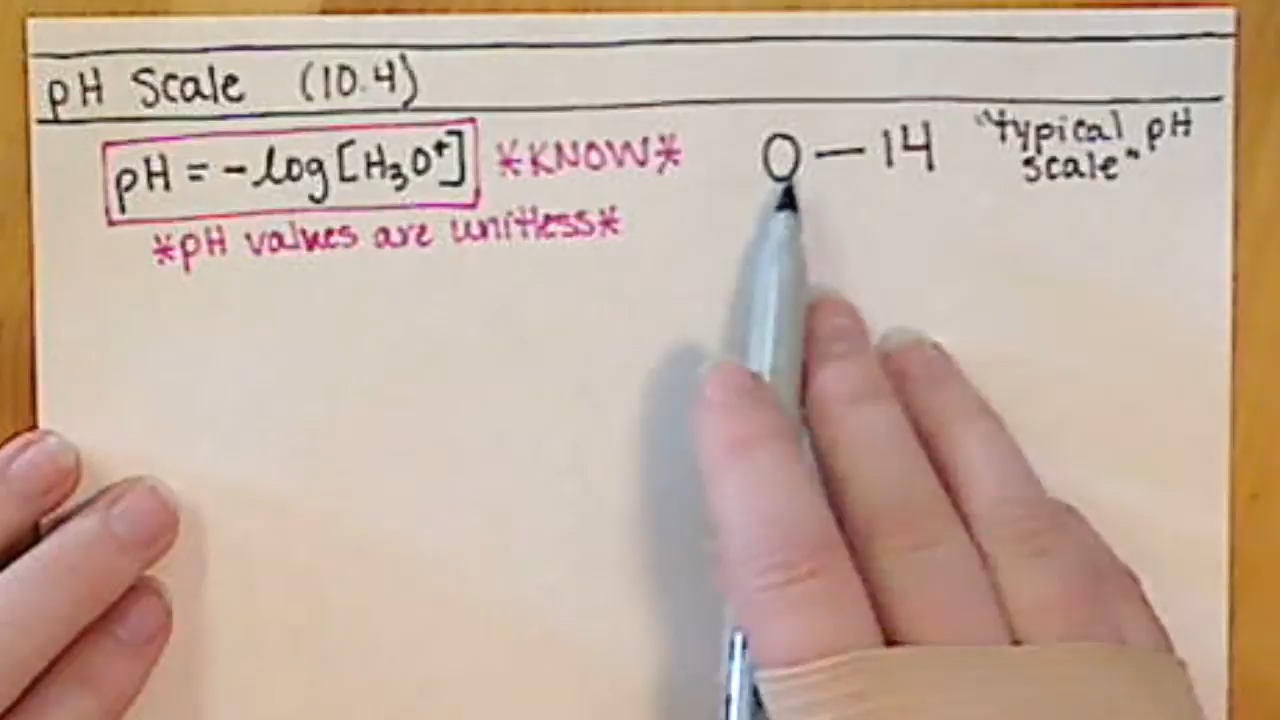 pH Scale (10.4)
pH = -log[H₃O⁺] *KNOW*
*pH values are unitless*
0 — 14
"typical pH
scale"